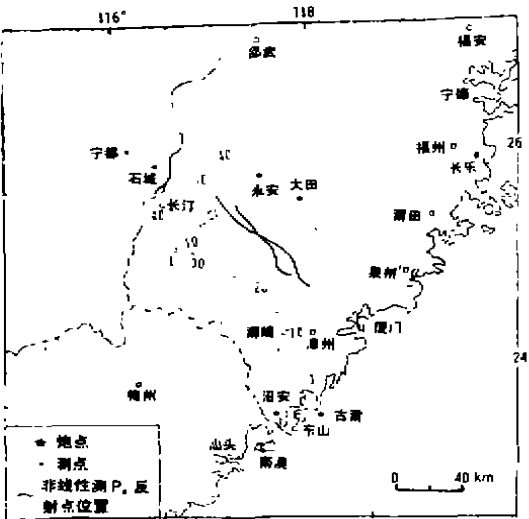 116°
118
邵武
福安
宁德
26
福州
宁都
长乐
石城
永安
大田
长汀
莆田
泉州
厦门
漳州
24
梅州
诏安
古雷
东山
汕头
南澳
炮点
测点
0 40 km
非线性测 Pₑ 反
射点位置